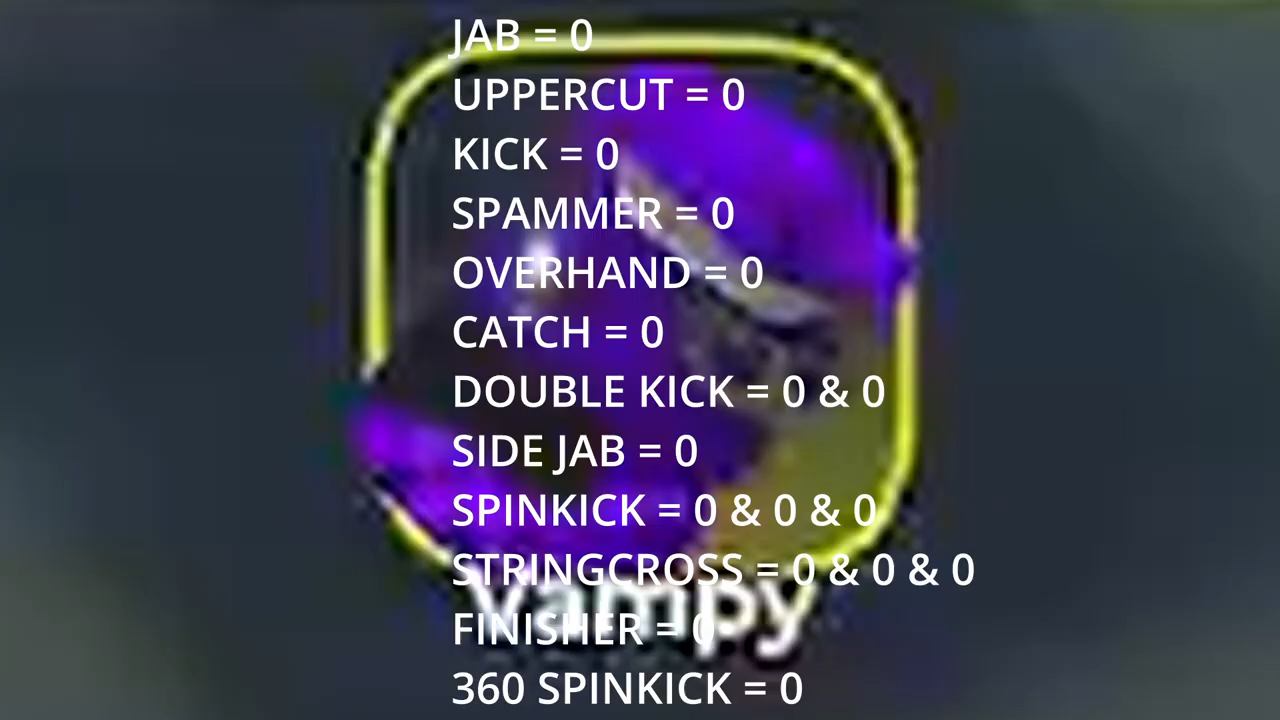 JAB = 0
UPPERCUT = 0
KICK = 0
SPAMMER = 0
OVERHAND = 0
CATCH = 0
DOUBLE KICK = 0 & 0
SIDE JAB = 0
SPINKICK = 0 & 0 & 0
STRINGCROSS = 0 & 0 & 0
vampy
FINISHER = 0
360 SPINKICK = 0